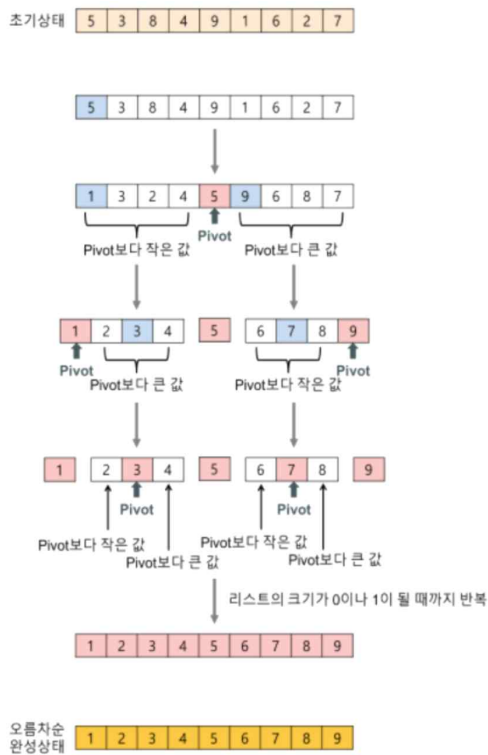 초기상태 5 3 8 4 9 1 6 2 7
5 3 8 4 9 1 6 2 7
1 3 2 4 5 9 6 8 7
Pivot
Pivot보다 작은 값 Pivot보다 큰 값
1 2 3 4 5 6 7 8 9
Pivot Pivot
Pivot보다 큰 값 Pivot보다 작은 값
1 2 3 4 5 6 7 8 9
Pivot Pivot
Pivot보다 작은 값 Pivot보다 작은 값
Pivot보다 큰 값 Pivot보다 큰 값
리스트의 크기가 0이나 1이 될 때까지 반복
1 2 3 4 5 6 7 8 9
오름차순
완성상태 1 2 3 4 5 6 7 8 9